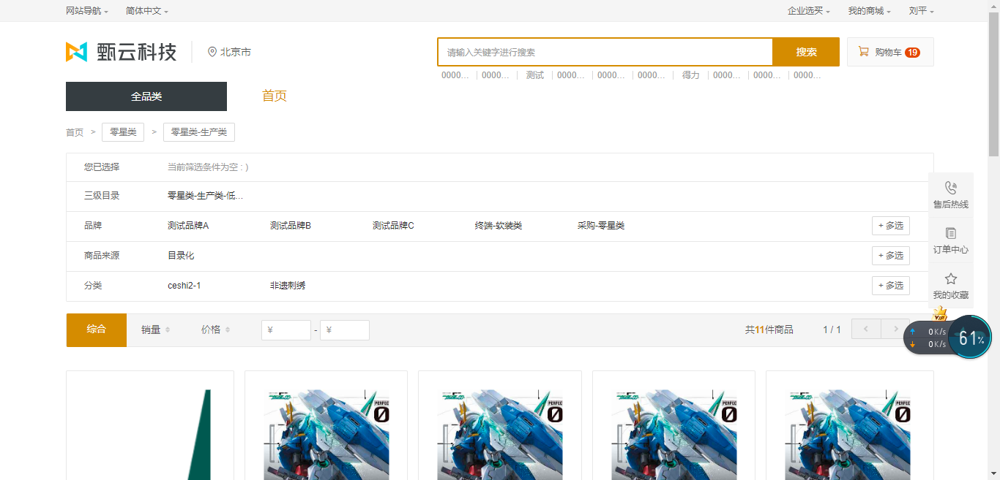 网站导航 简体中文 企业选买 我的商城 刘平
甄云科技 北京市 请输入关键字进行搜索 搜索 购物车 19
0000... 0000... 测试 0000... 0000... 0000... 得力 0000... 0000... 0000...
全品类 首页
首页 > 零星类 > 零星类-生产类
您已选择 当前筛选条件为空 : )
三级目录 零星类-生产类-低...
品牌 测试品牌A 测试品牌B 测试品牌C 终端-软装类 采购-零星类 + 多选
商品来源 目录化 + 多选
分类 ceshi2-1 非遗刺绣 + 多选
售后热线
订单中心
我的收藏
综合 销量 价格 ¥ - ¥ 共11件商品 1 / 1 < >
VIP
0K/s
0K/s
61%
PERFEC PERFEC PERFEC PERFEC
0 0 0 0